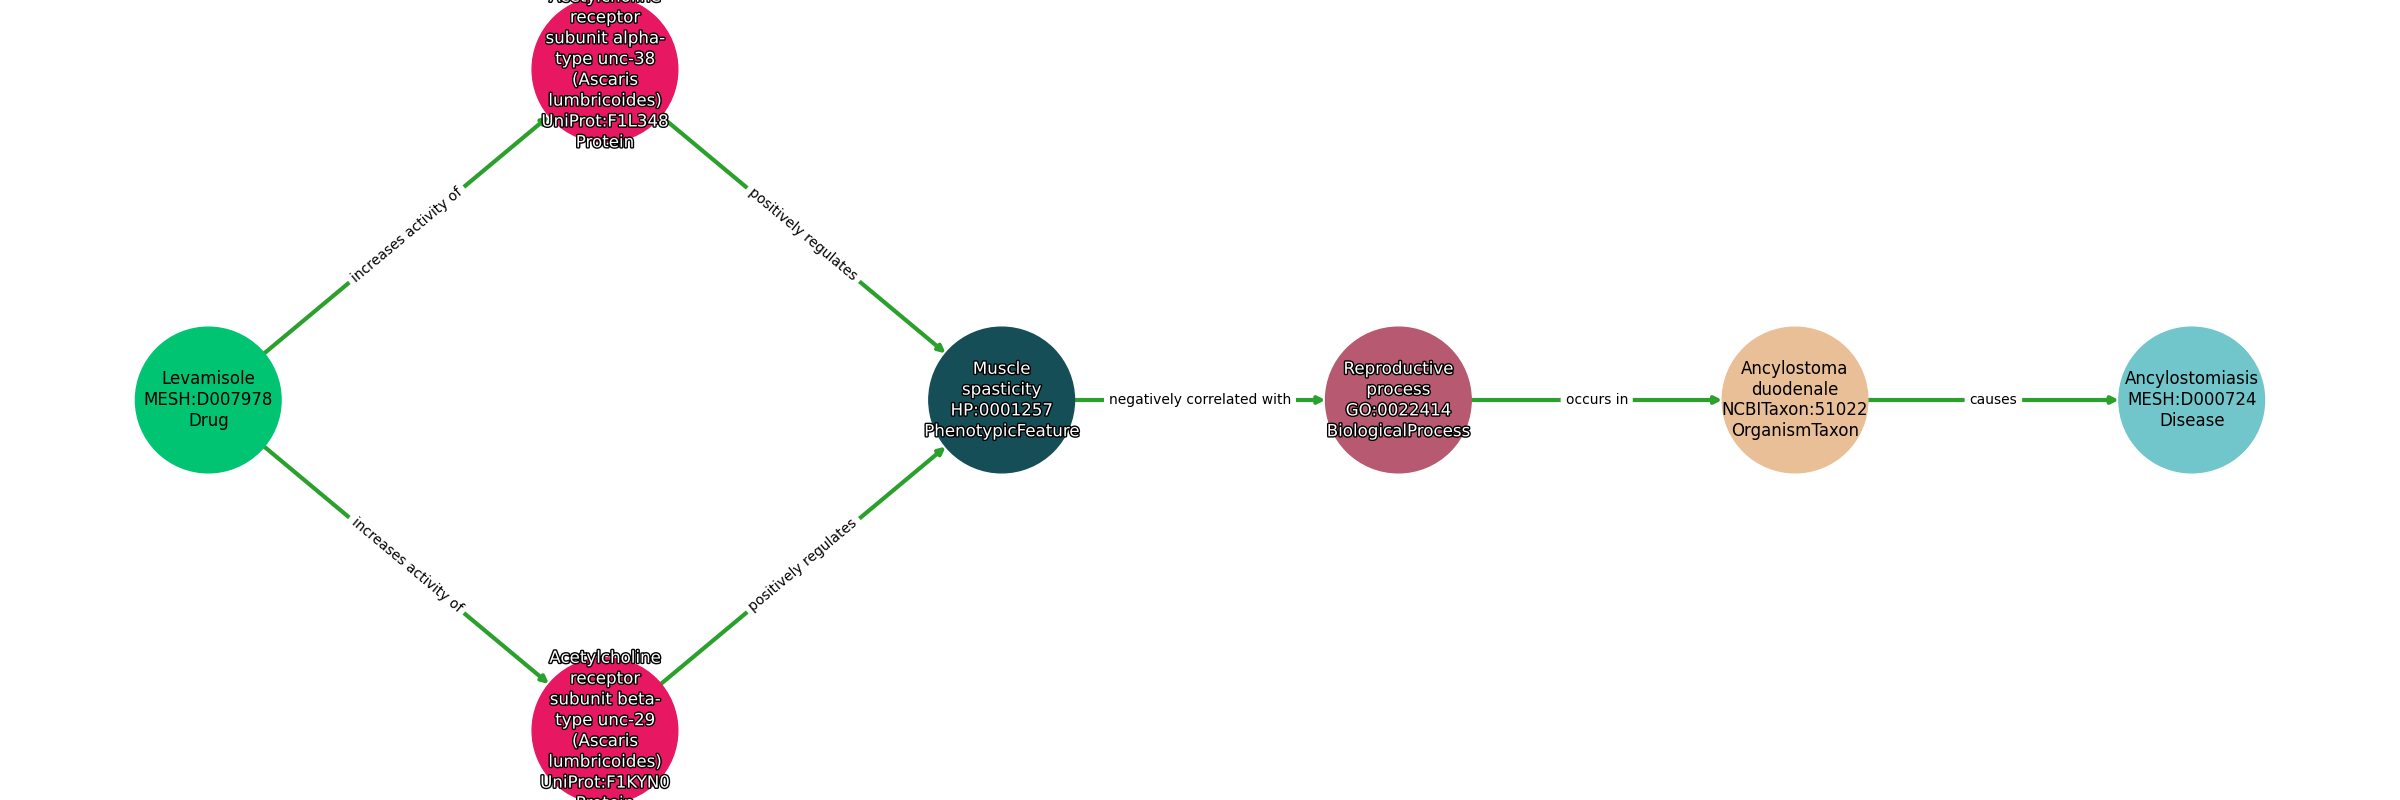 Acetylcholine
receptor
subunit alpha-
type unc-38
(Ascaris
lumbricoides)
UniProt:F1L348
Protein
increases activity of
positively regulates
Levamisole
MESH:D007978
Drug
Muscle
spasticity
HP:0001257
PhenotypicFeature
negatively correlated with
Reproductive
process
GO:0022414
BiologicalProcess
occurs in
Ancylostoma
duodenale
NCBITaxon:51022
OrganismTaxon
causes
Ancylostomiasis
MESH:D000724
Disease
increases activity of
positively regulates
Acetylcholine
receptor
subunit beta-
type unc-29
(Ascaris
lumbricoides)
UniProt:F1KYN0
Protein